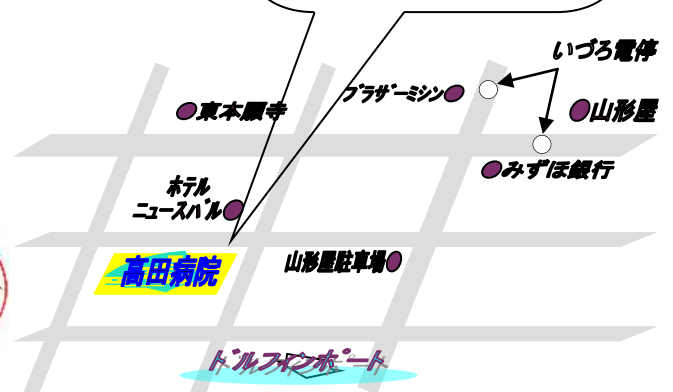 いづろ電停
ブラザーミシン
山形屋
東本願寺
みずほ銀行
ホテル
ニュースパル
高田病院
山形屋駐車場
ドルフィンポート